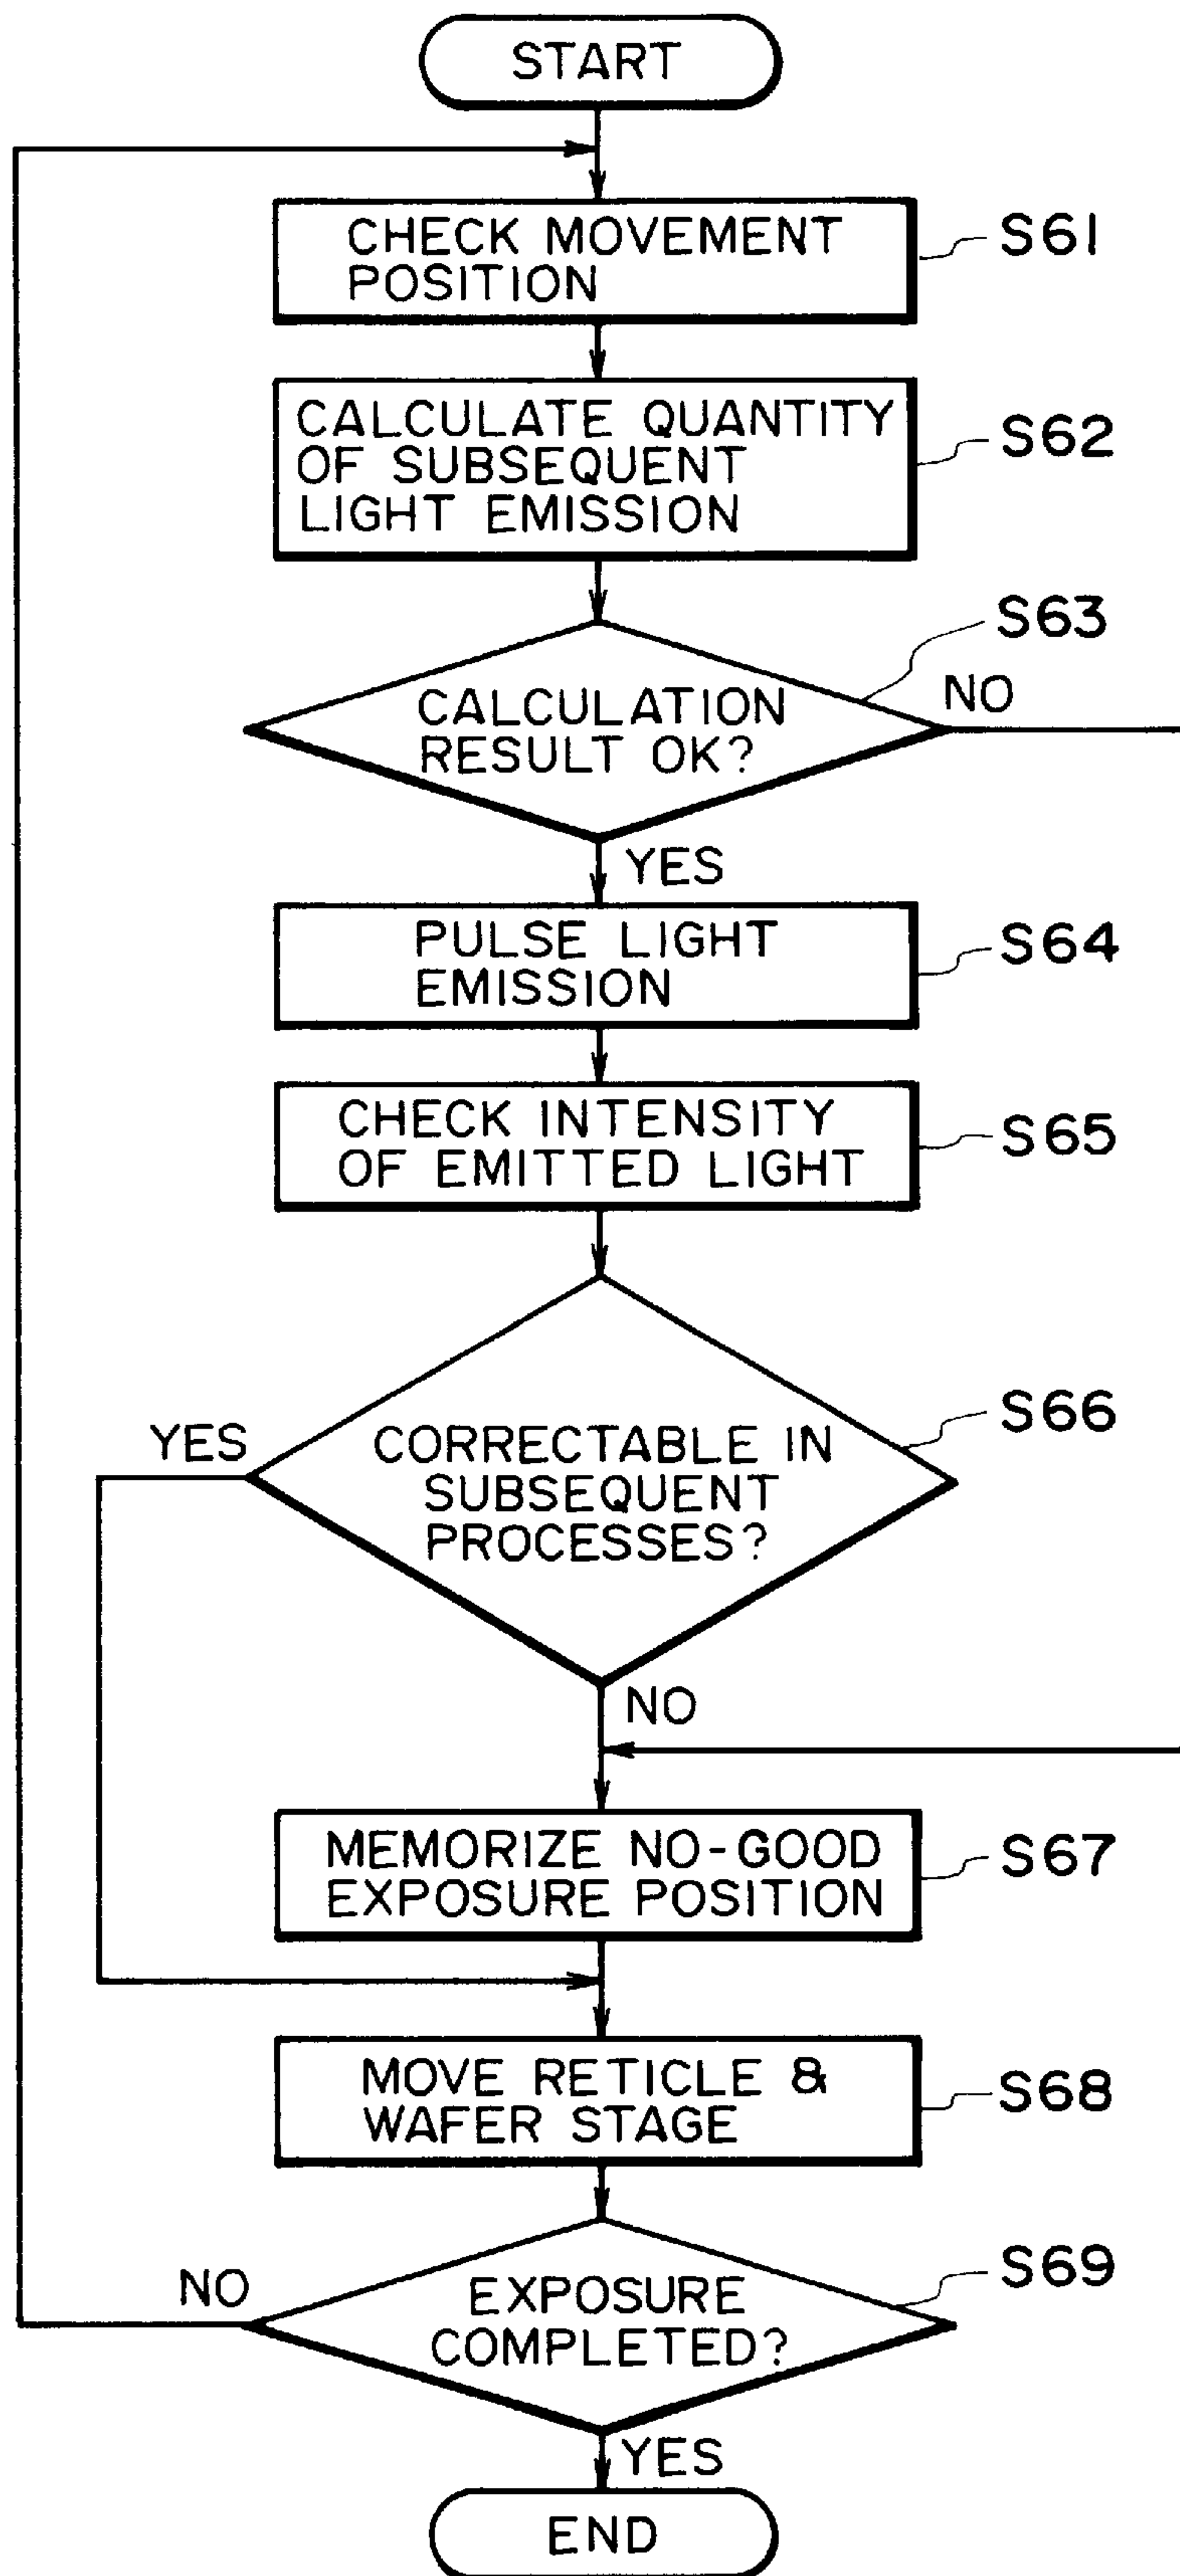 START
CHECK MOVEMENT
POSITION
S61
CALCULATE QUANTITY
OF SUBSEQUENT
LIGHT EMISSION
S62
S63
CALCULATION
RESULT OK?
NO
YES
PULSE LIGHT
EMISSION
S64
CHECK INTENSITY
OF EMITTED LIGHT
S65
S66
YES
CORRECTABLE IN
SUBSEQUENT
PROCESSES?
NO
MEMORIZE NO-GOOD
EXPOSURE POSITION
S67
MOVE RETICLE &
WAFER STAGE
S68
S69
NO
EXPOSURE
COMPLETED?
YES
END